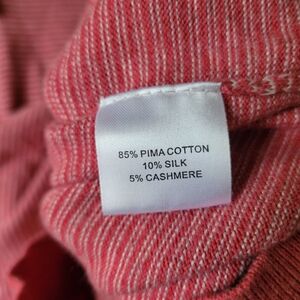 85% PIMA COTTON
10% SILK
5% CASHMERE